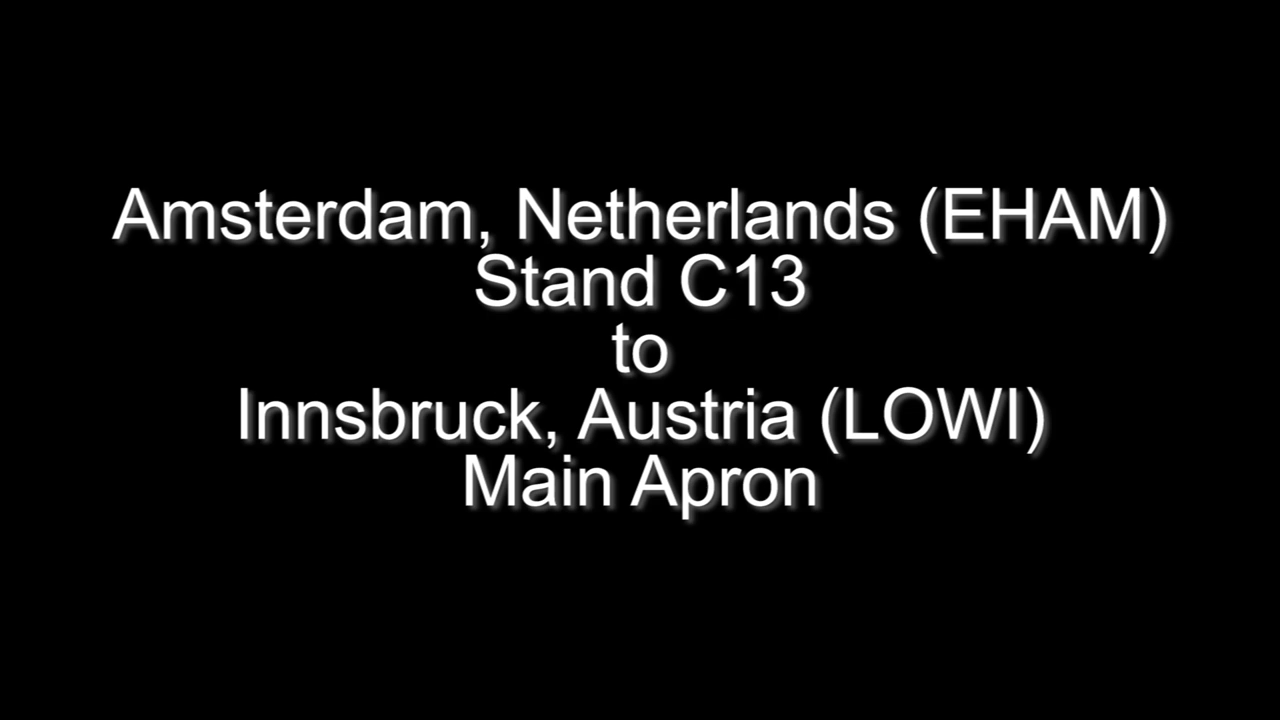 Amsterdam, Netherlands (EHAM)
Stand C13
to
Innsbruck, Austria (LOWI)
Main Apron